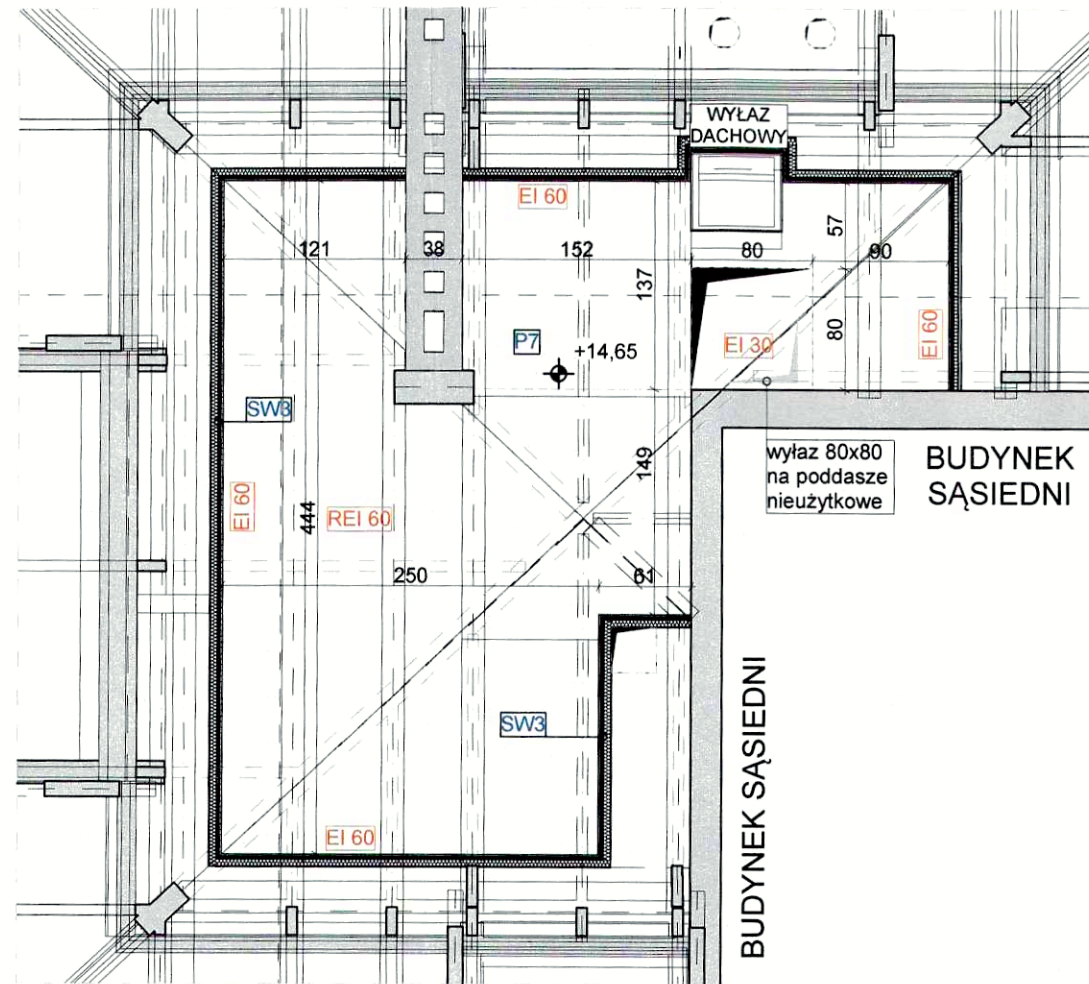 WYŁAZ
DACHOWY
EI 60
121
38
152
80
57
90
137
P7
+14,65
EI 30
80
EI 60
SW3
149
wyłaz 80x80
na poddasze
nieużytkowe
BUDYNEK
SĄSIEDNI
EI 60
444
REI 60
250
61
SW3
BUDYNEK SĄSIEDNI
EI 60